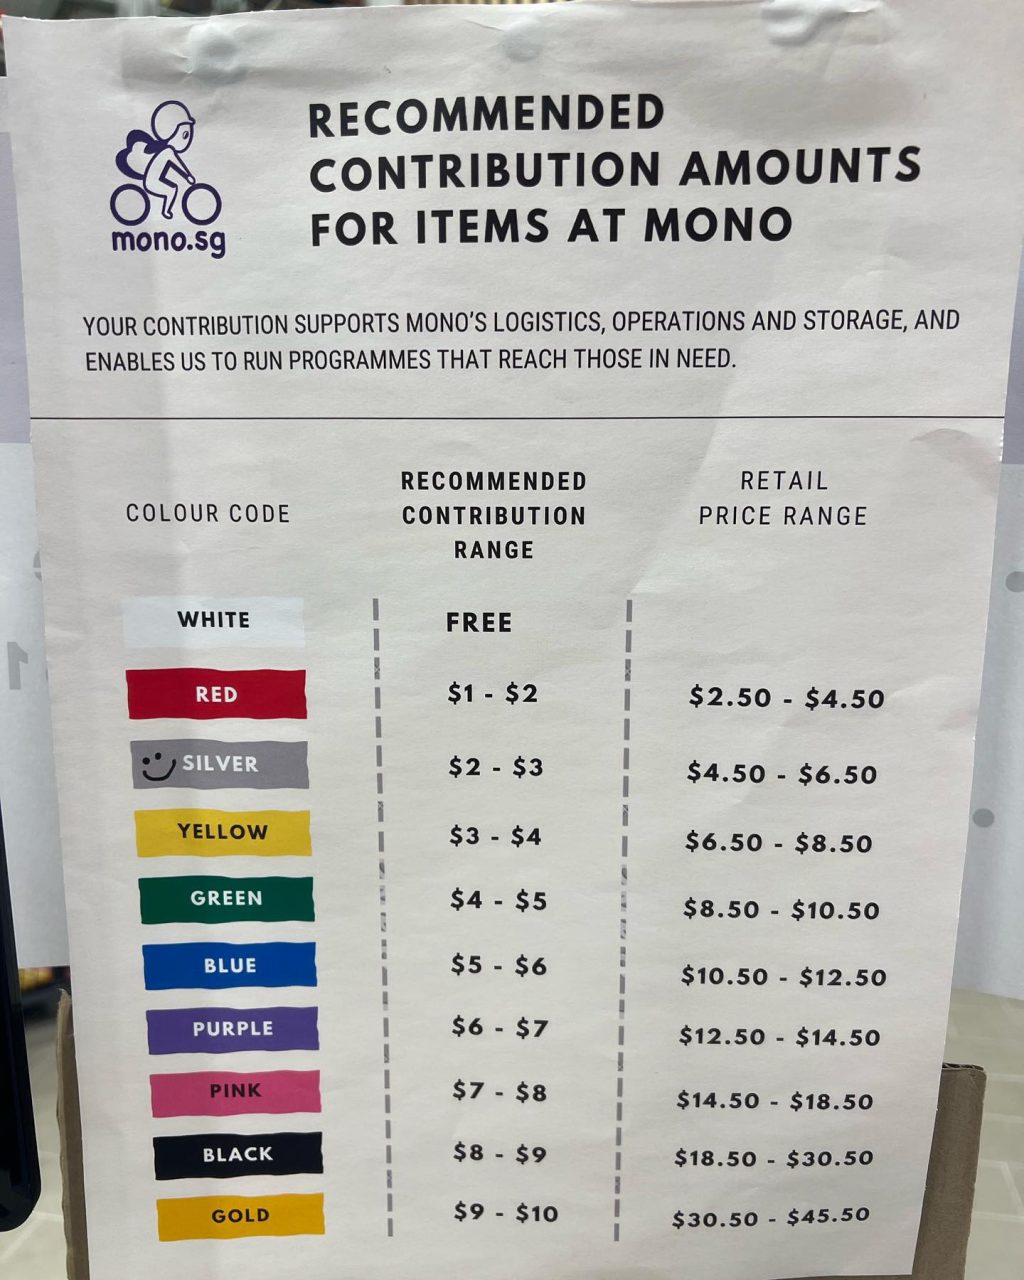 mono.sg
RECOMMENDED
CONTRIBUTION AMOUNTS
FOR ITEMS AT MONO
YOUR CONTRIBUTION SUPPORTS MONO'S LOGISTICS, OPERATIONS AND STORAGE, AND
ENABLES US TO RUN PROGRAMMES THAT REACH THOSE IN NEED.
COLOUR CODE
RECOMMENDED
CONTRIBUTION
RANGE
RETAIL
PRICE RANGE
WHITE FREE
RED $1 - $2 $2.50 - $4.50
SILVER $2 - $3 $4.50 - $6.50
YELLOW $3 - $4 $6.50 - $8.50
GREEN $4 - $5 $8.50 - $10.50
BLUE $5 - $6 $10.50 - $12.50
PURPLE $6 - $7 $12.50 - $14.50
PINK $7 - $8 $14.50 - $18.50
BLACK $8 - $9 $18.50 - $30.50
GOLD $9 - $10 $30.50 - $45.50